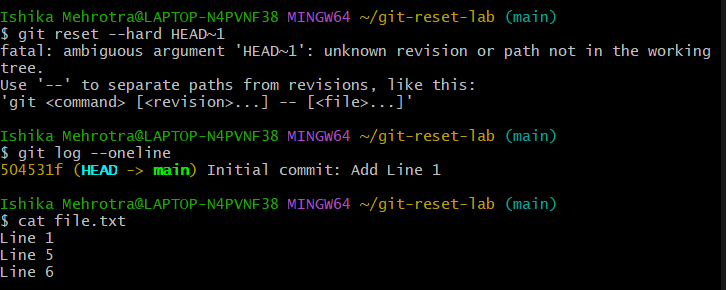 Ishika Mehrotra@LAPTOP-N4PVNF38 MINGW64 ~/git-reset-lab (main)
$ git reset --hard HEAD~1
fatal: ambiguous argument 'HEAD~1': unknown revision or path not in the working
tree.
Use '--' to separate paths from revisions, like this:
'git <command> [<revision>...] -- [<file>...]'
Ishika Mehrotra@LAPTOP-N4PVNF38 MINGW64 ~/git-reset-lab (main)
$ git log --oneline
504531f (HEAD -> main) Initial commit: Add Line 1
Ishika Mehrotra@LAPTOP-N4PVNF38 MINGW64 ~/git-reset-lab (main)
$ cat file.txt
Line 1
Line 5
Line 6